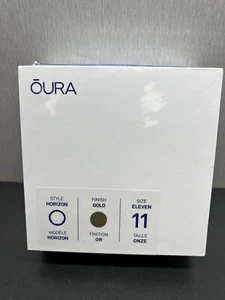 ŌURA
STYLE
HORIZON
MODÈLE
HORIZON
FINISH
GOLD
FINITION
OR
SIZE
ELEVEN
11
TAILLE
ONZE